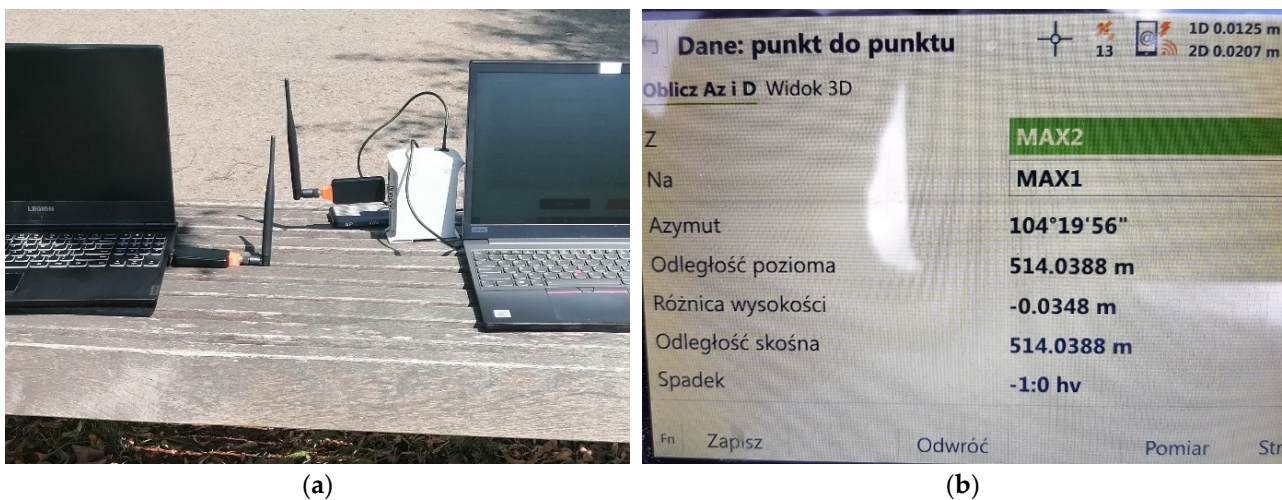 LEGION
Dane: punkt do punktu
13
1D 0.0125 m
2D 0.0207 m
Oblicz Az i D Widok 3D
Z MAX2
Na MAX1
Azymut 104°19'56"
Odległość pozioma 514.0388 m
Różnica wysokości -0.0348 m
Odległość skośna 514.0388 m
Spadek -1:0 hv
Fn Zapisz Odwróć Pomiar Str
(a) (b)